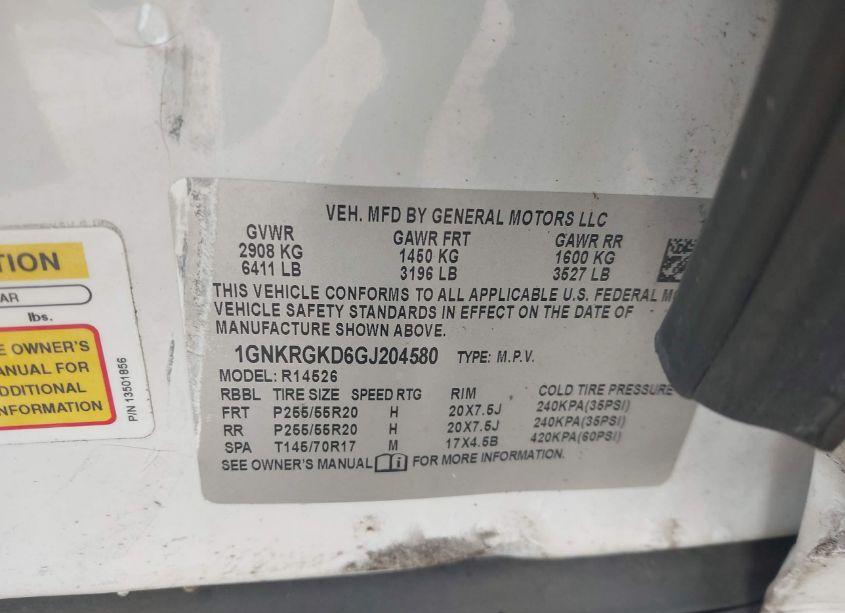 VEH. MFD BY GENERAL MOTORS LLC
GVWR GAWR FRT GAWR RR
2908 KG 1450 KG 1600 KG
6411 LB 3196 LB 3527 LB
THIS VEHICLE CONFORMS TO ALL APPLICABLE U.S. FEDERAL
VEHICLE SAFETY STANDARDS IN EFFECT ON THE DATE OF
MANUFACTURE SHOWN ABOVE.
1GNKRGKD6GJ204580 TYPE: M.P.V.
MODEL: R14526
RBBL TIRE SIZE SPEED RTG RIM COLD TIRE PRESSURE
FRT P255/55R20 H 20X7.5J 240KPA(35PSI)
RR P255/55R20 H 20X7.5J 240KPA(35PSI)
SPA T145/70R17 M 17X4.5B 420KPA(60PSI)
SEE OWNER'S MANUAL FOR MORE INFORMATION.
TION
AR
lbs.
E OWNER'S
MANUAL FOR
DDITIONAL
INFORMATION
P/N 13501856